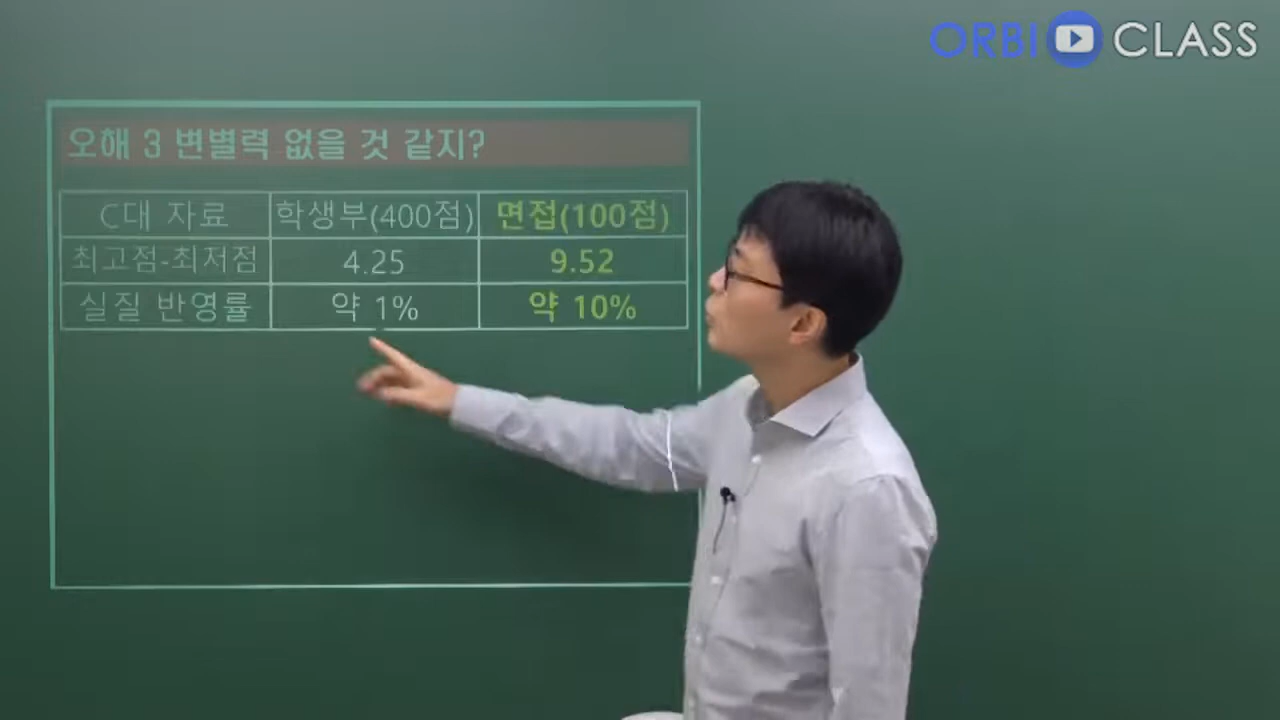 ORBI CLASS
오해 3 변별력 없을 것 같지?
C대 자료 학생부(400점) 면접(100점)
최고점-최저점 4.25 9.52
실질 반영률 약 1% 약 10%